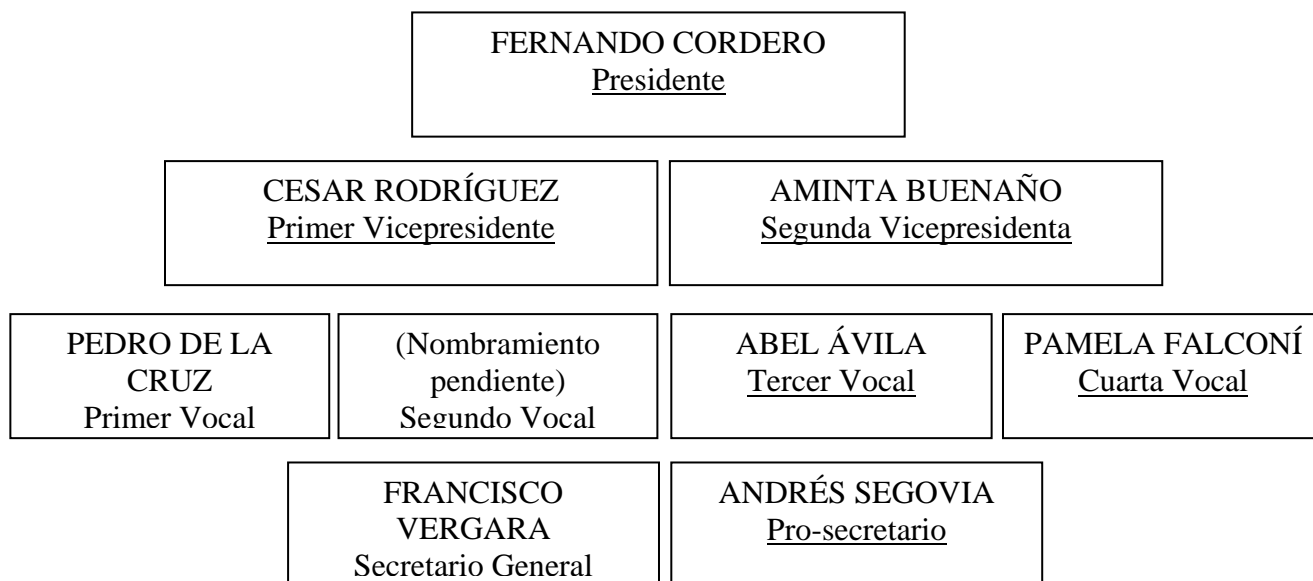 FERNANDO CORDERO
Presidente
CESAR RODRÍGUEZ
Primer Vicepresidente
AMINTA BUENAÑO
Segunda Vicepresidenta
PEDRO DE LA
CRUZ
Primer Vocal
(Nombramiento
pendiente)
Segundo Vocal
ABEL ÁVILA
Tercer Vocal
PAMELA FALCONÍ
Cuarta Vocal
FRANCISCO
VERGARA
Secretario General
ANDRÉS SEGOVIA
Pro-secretario